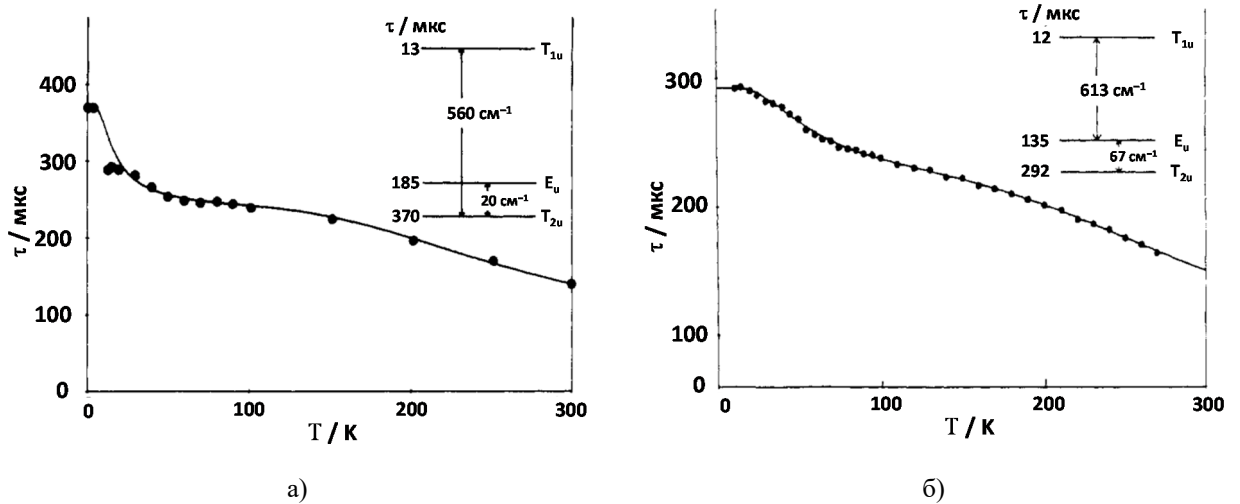 τ / мкс
13 T1u
400
560 см–1
300
185 Eu
20 см–1
370 T2u
τ / мкс
200
100
0
0 100 200 300
T / K
а)
τ / мкс
12 T1u
300
613 см–1
135 Eu
67 см–1
292 T2u
200
τ / мкс
100
0
0 100 200 300
T / K
б)